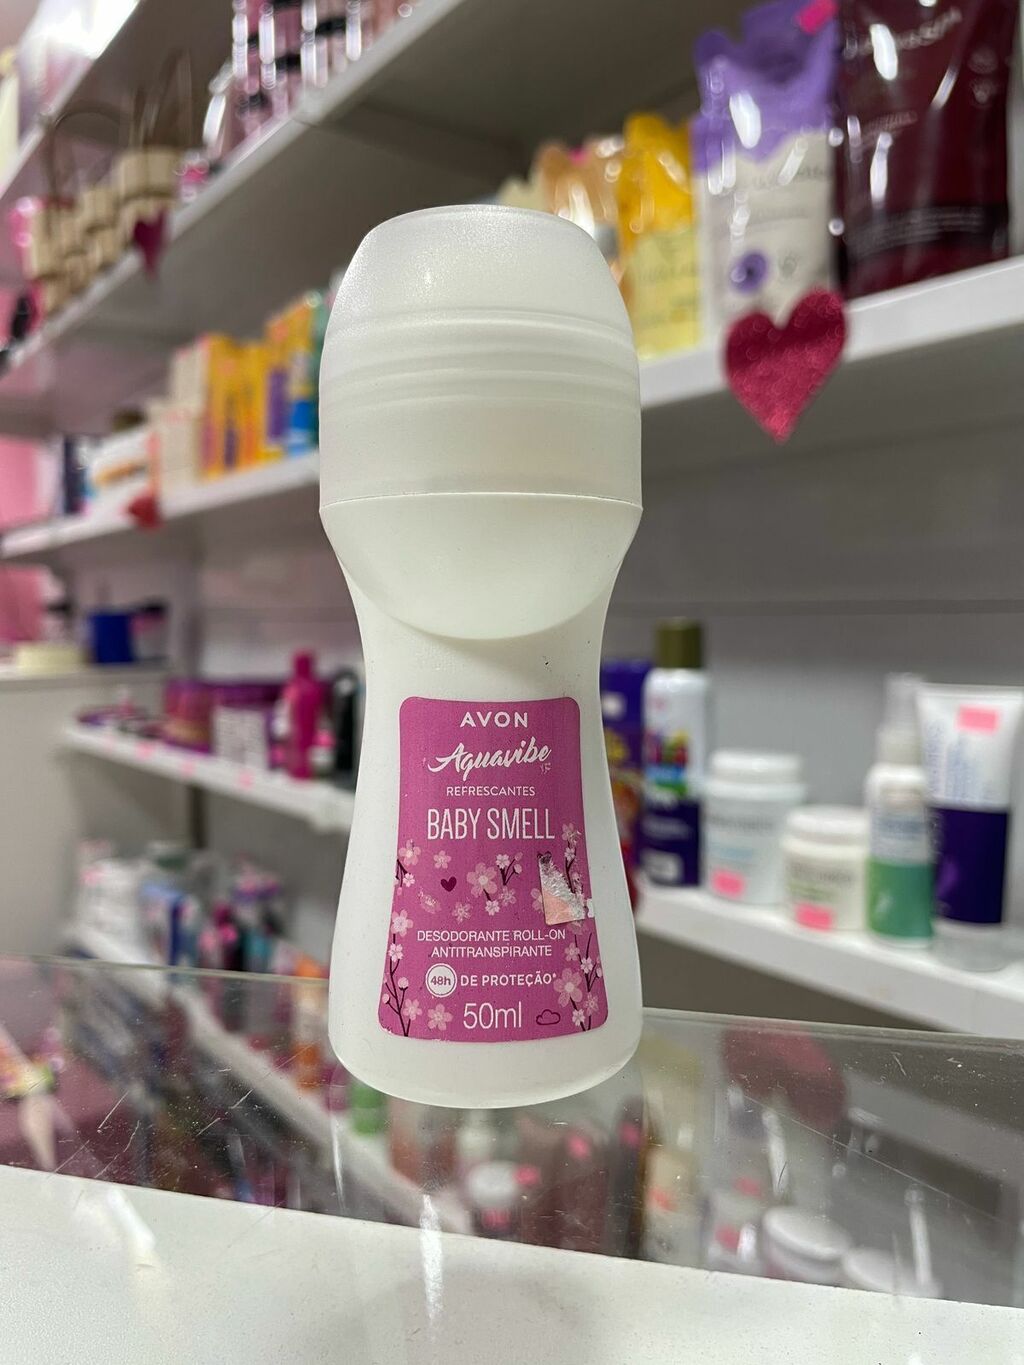 AVON
Aquavibe
REFRESCANTES
BABY SMELL
DESODORANTE ROLL-ON
ANTITRANSPIRANTE
48h DE PROTEÇÃO*
50ml